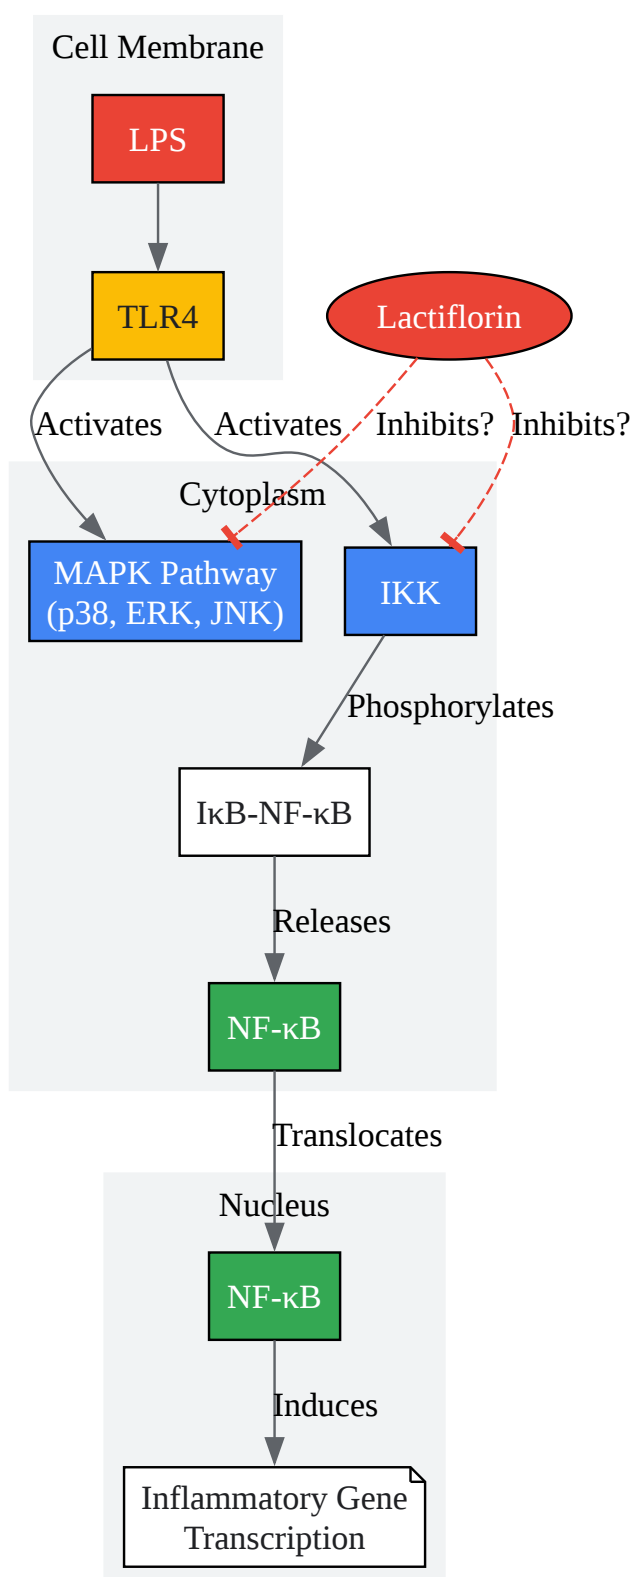 Cell Membrane
LPS
TLR4
Lactiflorin
Activates
Activates
Inhibits?
Inhibits?
Cytoplasm
MAPK Pathway
(p38, ERK, JNK)
IKK
Phosphorylates
IκB-NF-κB
Releases
NF-κB
Translocates
Nucleus
NF-κB
Induces
Inflammatory Gene
Transcription